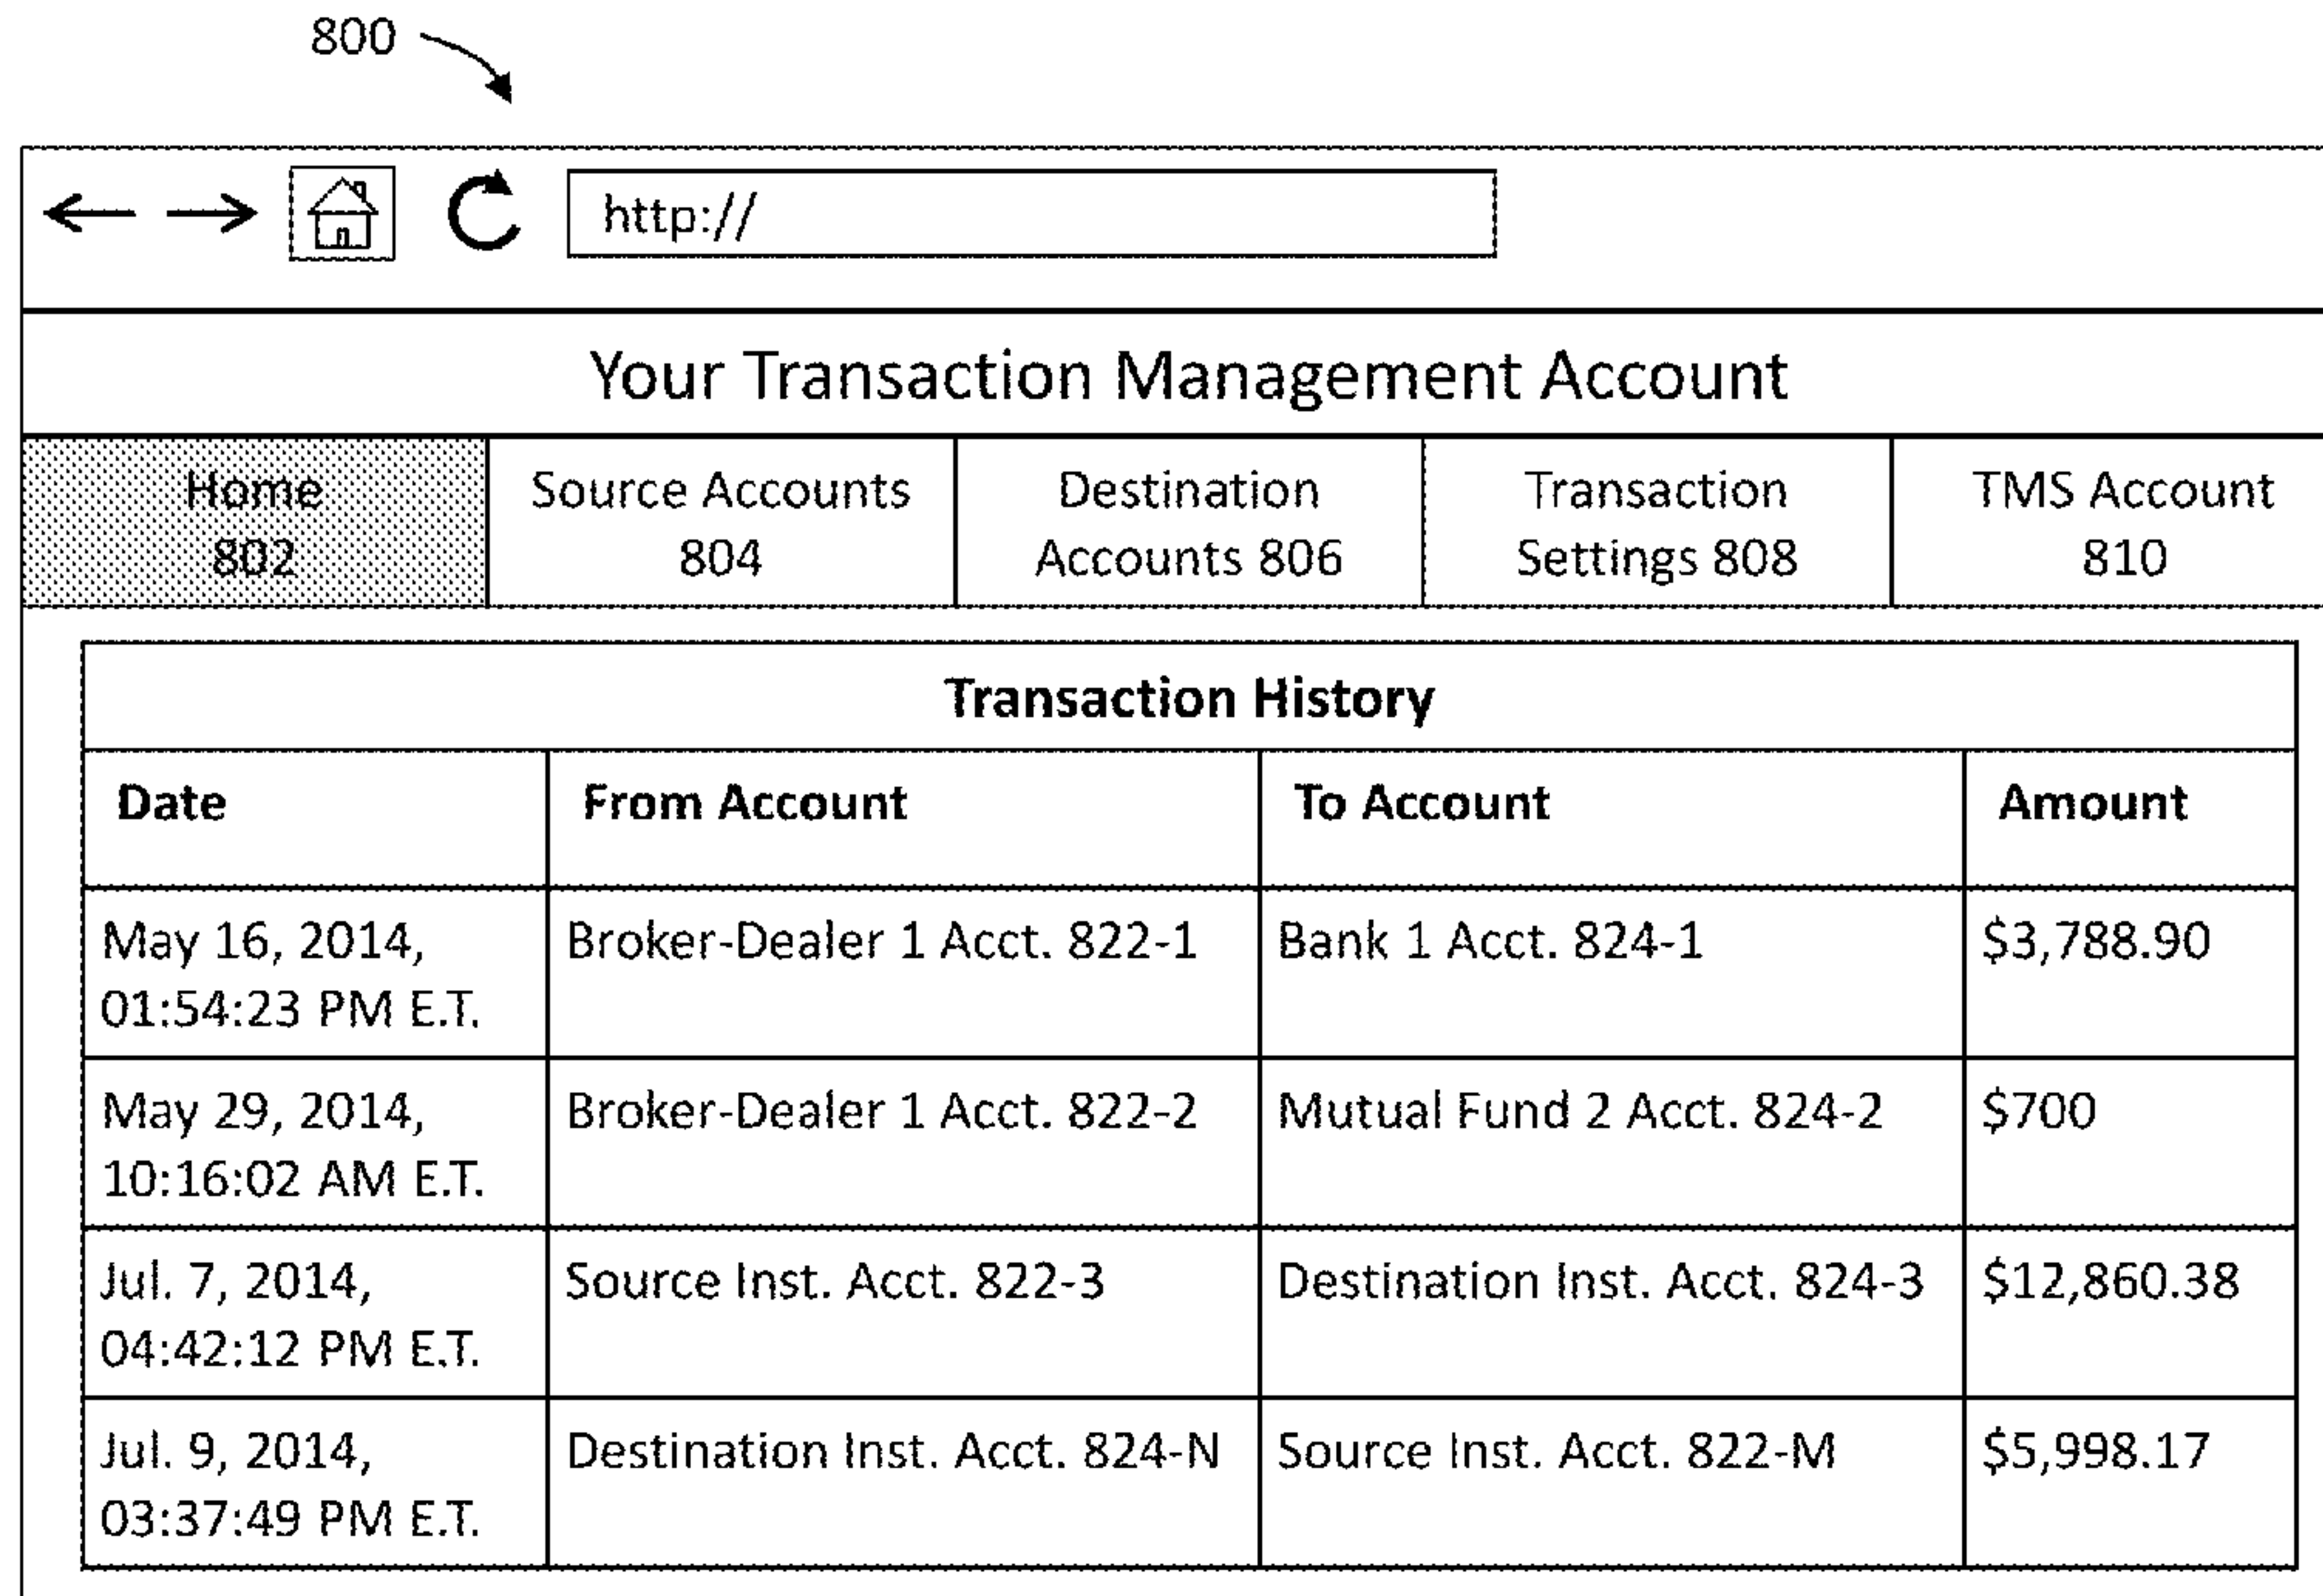 800
http://
Your Transaction Management Account
Home
802
Source Accounts
804
Destination
Accounts 806
Transaction
Settings 808
TMS Account
810
Transaction History
Date
From Account
To Account
Amount
May 16, 2014,
01:54:23 PM E.T.
Broker-Dealer 1 Acct. 822-1
Bank 1 Acct. 824-1
$3,788.90
May 29, 2014,
10:16:02 AM E.T.
Broker-Dealer 1 Acct. 822-2
Mutual Fund 2 Acct. 824-2
$700
Jul. 7, 2014,
04:42:12 PM E.T.
Source Inst. Acct. 822-3
Destination Inst. Acct. 824-3
$12,860.38
Jul. 9, 2014,
03:37:49 PM E.T.
Destination Inst. Acct. 824-N
Source Inst. Acct. 822-M
$5,998.17